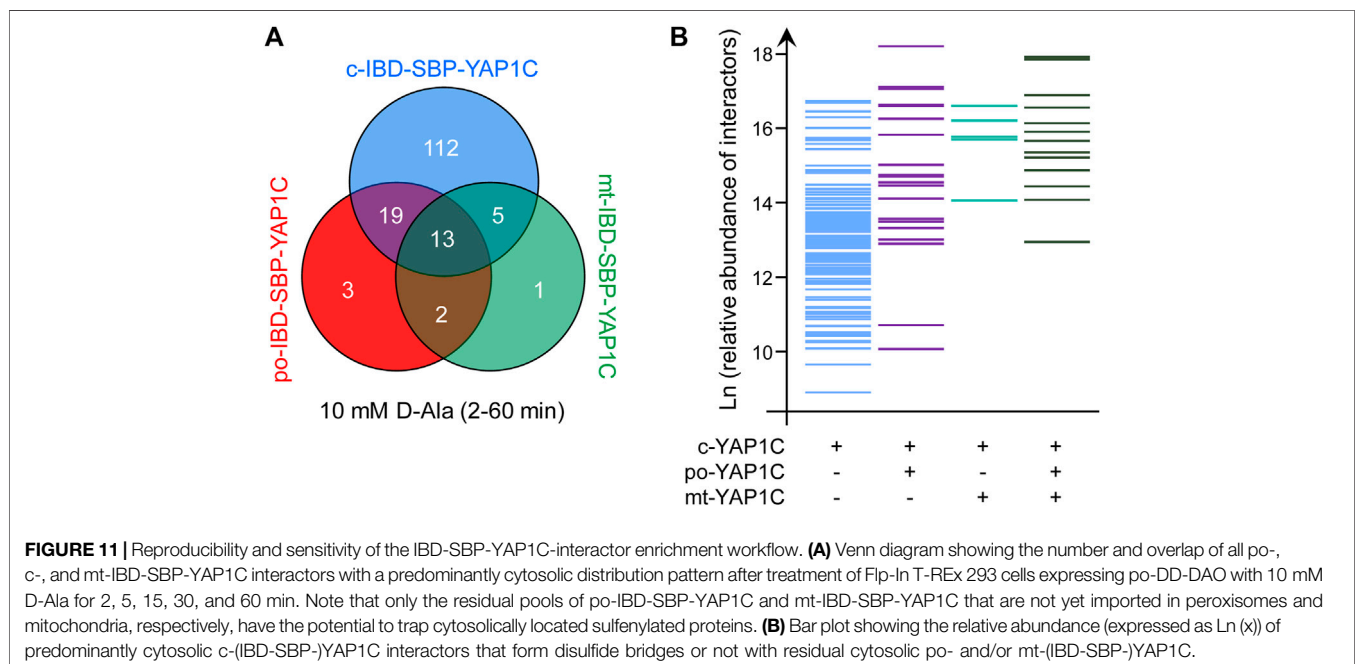 A
c-IBD-SBP-YAP1C
112
19
5
13
3
2
1
po-IBD-SBP-YAP1C
mt-IBD-SBP-YAP1C
10 mM D-Ala (2-60 min)
B
Ln (relative abundance of interactors)
18
16
14
12
10
c-YAP1C + + + +
po-YAP1C - + - +
mt-YAP1C - - + +
FIGURE 11 | Reproducibility and sensitivity of the IBD-SBP-YAP1C-interactor enrichment workflow. (A) Venn diagram showing the number and overlap of all po-,
c-, and mt-IBD-SBP-YAP1C interactors with a predominantly cytosolic distribution pattern after treatment of Flp-In T-REx 293 cells expressing po-DD-DAO with 10 mM
D-Ala for 2, 5, 15, 30, and 60 min. Note that only the residual pools of po-IBD-SBP-YAP1C and mt-IBD-SBP-YAP1C that are not yet imported in peroxisomes and
mitochondria, respectively, have the potential to trap cytosolically located sulfenylated proteins. (B) Bar plot showing the relative abundance (expressed as Ln (x)) of
predominantly cytosolic c-(IBD-SBP-)YAP1C interactors that form disulfide bridges or not with residual cytosolic po- and/or mt-(IBD-SBP-)YAP1C.